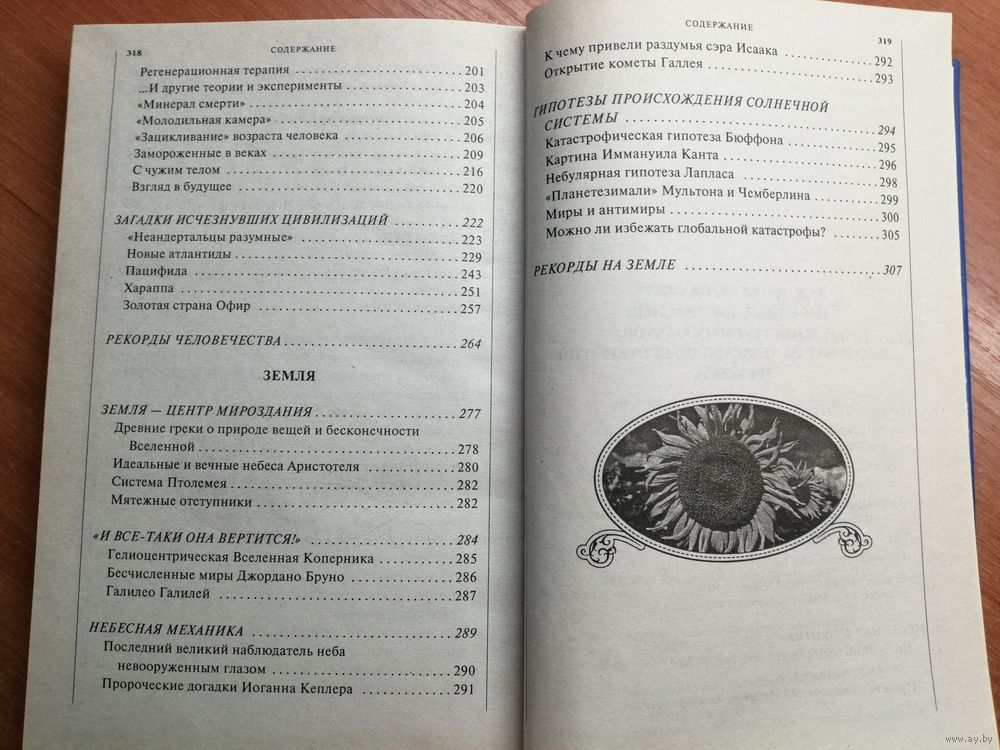 318
СОДЕРЖАНИЕ
Регенерационная терапия ........ 201
...И другие теории и эксперименты ........ 203
«Минерал смерти» ........ 204
«Молодильная камера» ........ 205
«Зацикливание» возраста человека ........ 206
Замороженные в веках ........ 209
С чужим телом ........ 216
Взгляд в будущее ........ 220
ЗАГАДКИ ИСЧЕЗНУВШИХ ЦИВИЛИЗАЦИЙ ........ 222
«Неандертальцы разумные» ........ 223
Новые атлантиды ........ 229
Пацифида ........ 243
Хараппа ........ 251
Золотая страна Офир ........ 257
РЕКОРДЫ ЧЕЛОВЕЧЕСТВА ........ 264
ЗЕМЛЯ
ЗЕМЛЯ — ЦЕНТР МИРОЗДАНИЯ ........ 277
Древние греки о природе вещей и бесконечности
Вселенной ........ 278
Идеальные и вечные небеса Аристотеля ........ 280
Система Птолемея ........ 282
Мятежные отступники ........ 282
«И ВСЕ-ТАКИ ОНА ВЕРТИТСЯ!» ........ 284
Гелиоцентрическая Вселенная Коперника ........ 285
Бесчисленные миры Джордано Бруно ........ 286
Галилео Галилей ........ 287
НЕБЕСНАЯ МЕХАНИКА ........ 289
Последний великий наблюдатель неба
невооруженным глазом ........ 290
Пророческие догадки Иоганна Кеплера ........ 291
СОДЕРЖАНИЕ
319
К чему привели раздумья сэра Исаака ........ 292
Открытие кометы Галлея ........ 293
ГИПОТЕЗЫ ПРОИСХОЖДЕНИЯ СОЛНЕЧНОЙ
СИСТЕМЫ ........ 294
Катастрофическая гипотеза Бюффона ........ 295
Картина Иммануила Канта ........ 296
Небулярная гипотеза Лапласа ........ 298
«Планетезимали» Мультона и Чемберлина ........ 299
Миры и антимиры ........ 300
Можно ли избежать глобальной катастрофы? ........ 305
РЕКОРДЫ НА ЗЕМЛЕ ........ 307
www.ay.by